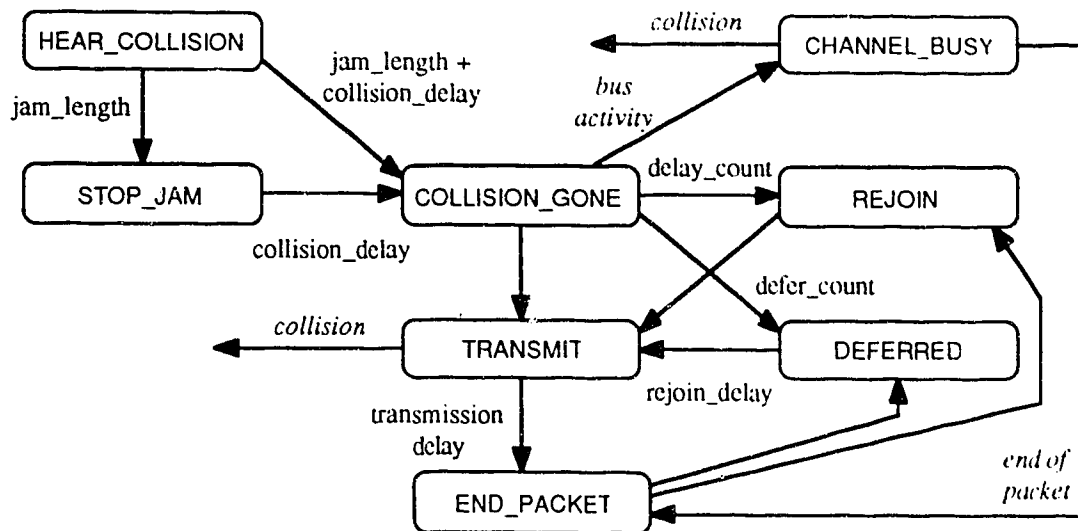 HEAR_COLLISION
collision
CHANNEL_BUSY
jam_length +
collision_delay
jam_length
bus
activity
STOP_JAM
COLLISION_GONE
delay_count
REJOIN
collision_delay
defer_count
collision
TRANSMIT
DEFERRED
rejoin_delay
transmission
delay
END_PACKET
end of
packet